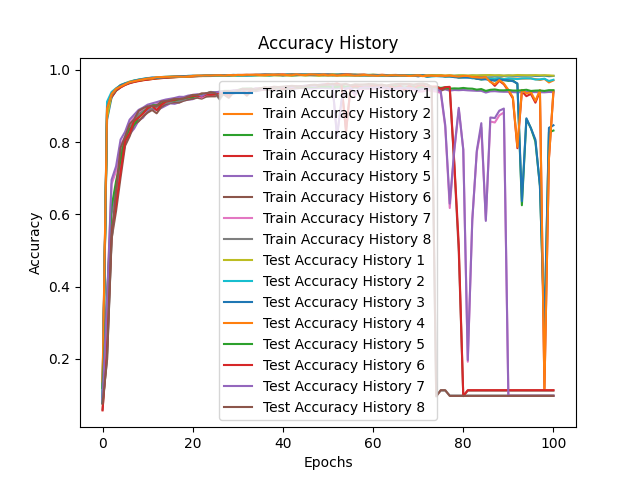 Accuracy History
1.0
0.8
0.6
0.4
0.2
Accuracy
Train Accuracy History 1
Train Accuracy History 2
Train Accuracy History 3
Train Accuracy History 4
Train Accuracy History 5
Train Accuracy History 6
Train Accuracy History 7
Train Accuracy History 8
Test Accuracy History 1
Test Accuracy History 2
Test Accuracy History 3
Test Accuracy History 4
Test Accuracy History 5
Test Accuracy History 6
Test Accuracy History 7
Test Accuracy History 8
0 20 40 60 80 100
Epochs